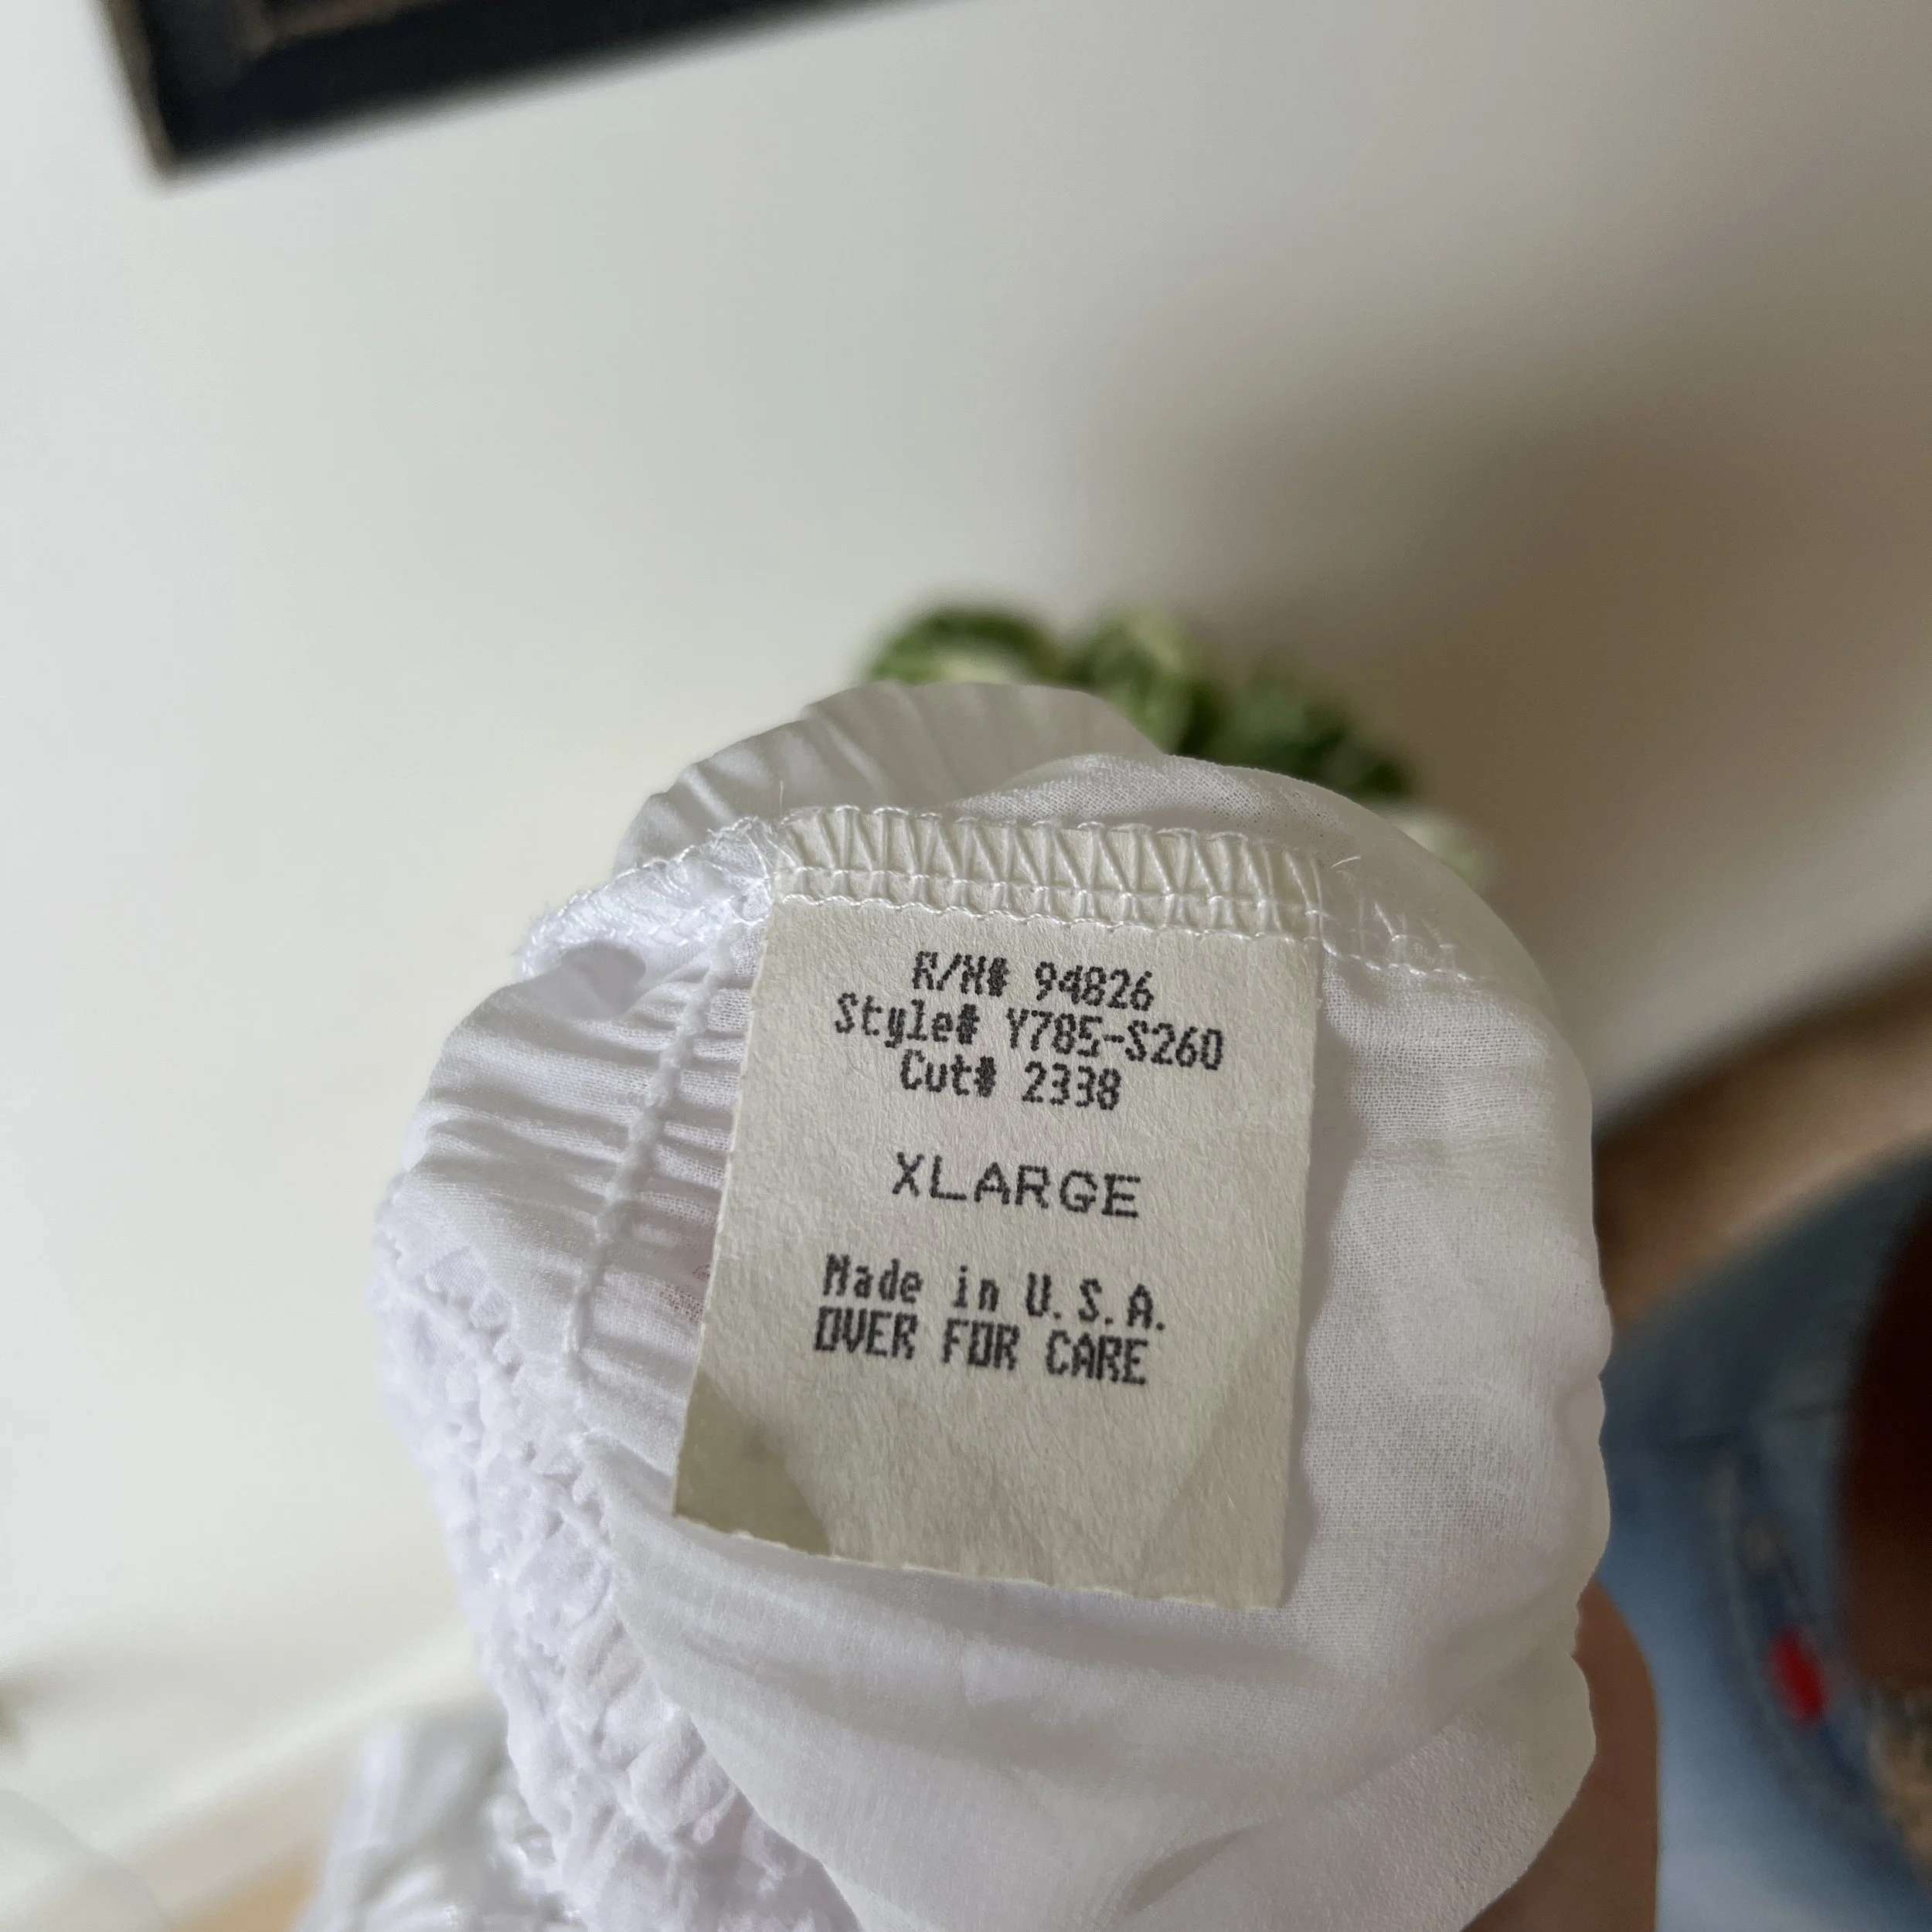 R/N# 94826
Style# Y785-S260
Cut# 2338
XLARGE
Made in U.S.A.
OVER FOR CARE